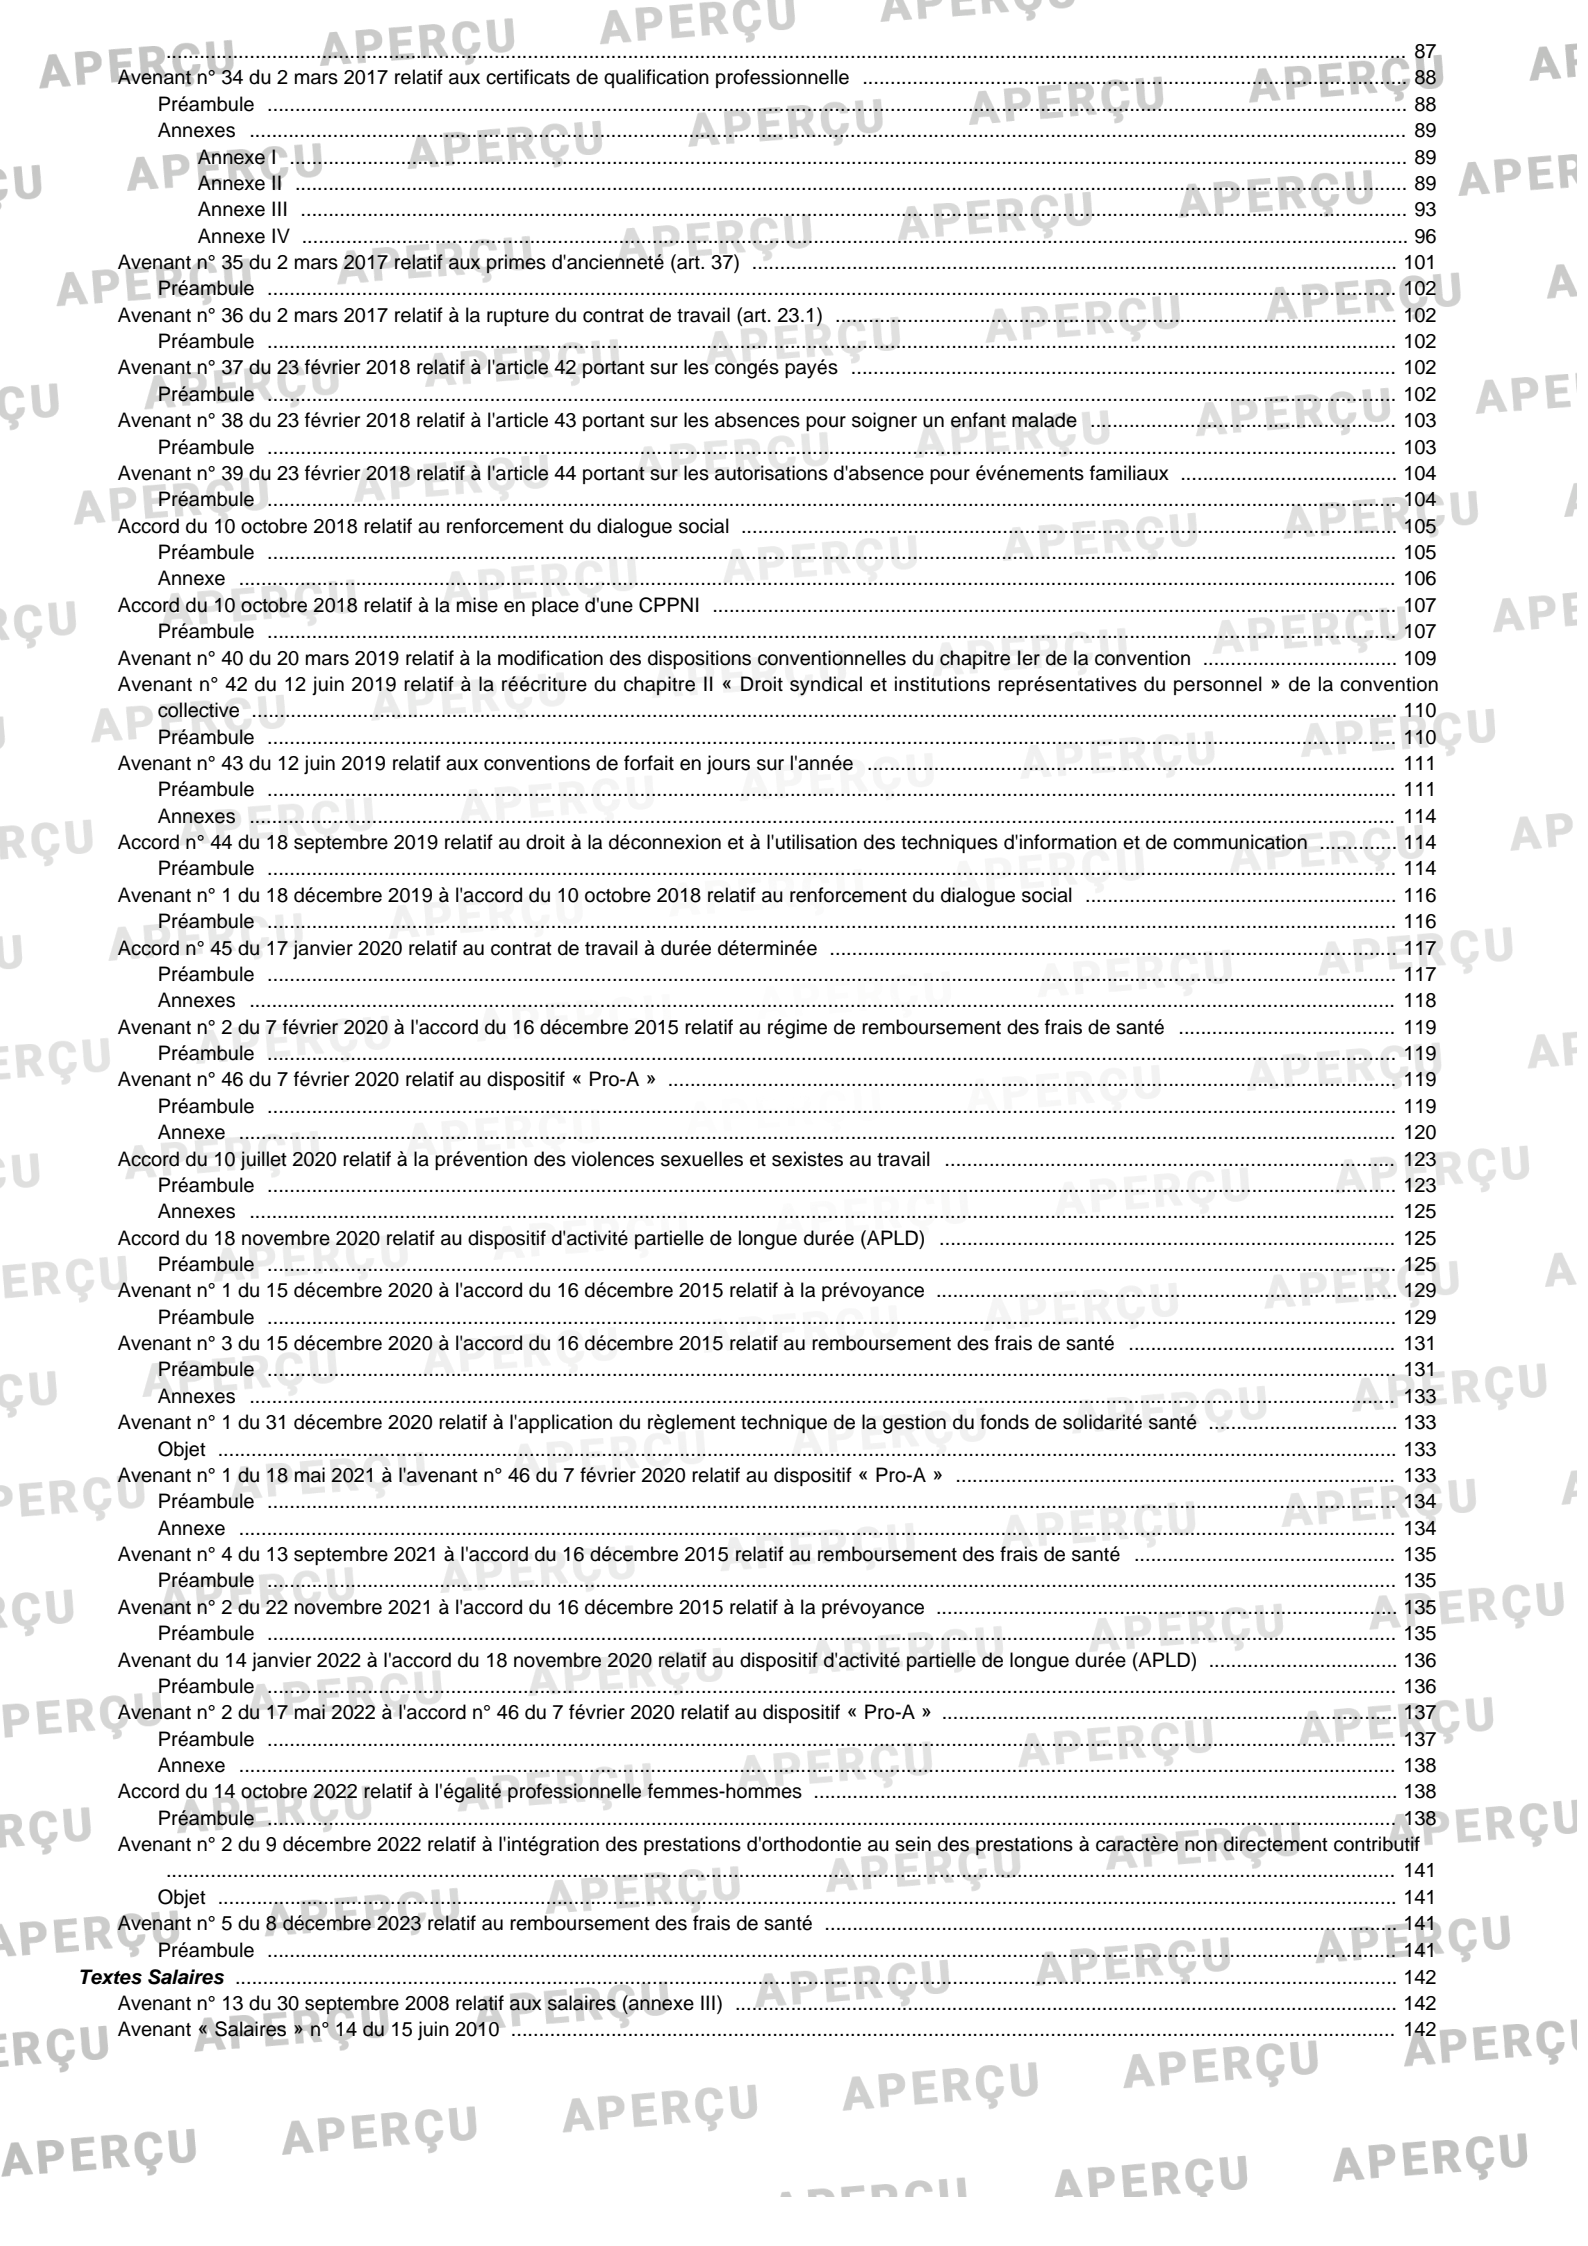 ........ 87
Avenant n° 34 du 2 mars 2017 relatif aux certificats de qualification professionnelle ........ 88
Préambule ........ 88
Annexes ........ 89
Annexe I ........ 89
Annexe II ........ 89
Annexe III ........ 93
Annexe IV ........ 96
Avenant n° 35 du 2 mars 2017 relatif aux primes d'ancienneté (art. 37) ........ 101
Préambule ........ 102
Avenant n° 36 du 2 mars 2017 relatif à la rupture du contrat de travail (art. 23.1) ........ 102
Préambule ........ 102
Avenant n° 37 du 23 février 2018 relatif à l'article 42 portant sur les congés payés ........ 102
Préambule ........ 102
Avenant n° 38 du 23 février 2018 relatif à l'article 43 portant sur les absences pour soigner un enfant malade ........ 103
Préambule ........ 103
Avenant n° 39 du 23 février 2018 relatif à l'article 44 portant sur les autorisations d'absence pour événements familiaux ........ 104
Préambule ........ 104
Accord du 10 octobre 2018 relatif au renforcement du dialogue social ........ 105
Préambule ........ 105
Annexe ........ 106
Accord du 10 octobre 2018 relatif à la mise en place d'une CPPNI ........ 107
Préambule ........ 107
Avenant n° 40 du 20 mars 2019 relatif à la modification des dispositions conventionnelles du chapitre Ier de la convention ........ 109
Avenant n° 42 du 12 juin 2019 relatif à la réécriture du chapitre II « Droit syndical et institutions représentatives du personnel » de la convention
collective ........ 110
Préambule ........ 110
Avenant n° 43 du 12 juin 2019 relatif aux conventions de forfait en jours sur l'année ........ 111
Préambule ........ 111
Annexes ........ 114
Accord n° 44 du 18 septembre 2019 relatif au droit à la déconnexion et à l'utilisation des techniques d'information et de communication ........ 114
Préambule ........ 114
Avenant n° 1 du 18 décembre 2019 à l'accord du 10 octobre 2018 relatif au renforcement du dialogue social ........ 116
Préambule ........ 116
Accord n° 45 du 17 janvier 2020 relatif au contrat de travail à durée déterminée ........ 117
Préambule ........ 117
Annexes ........ 118
Avenant n° 2 du 7 février 2020 à l'accord du 16 décembre 2015 relatif au régime de remboursement des frais de santé ........ 119
Préambule ........ 119
Avenant n° 46 du 7 février 2020 relatif au dispositif « Pro-A » ........ 119
Préambule ........ 119
Annexe ........ 120
Accord du 10 juillet 2020 relatif à la prévention des violences sexuelles et sexistes au travail ........ 123
Préambule ........ 123
Annexes ........ 125
Accord du 18 novembre 2020 relatif au dispositif d'activité partielle de longue durée (APLD) ........ 125
Préambule ........ 125
Avenant n° 1 du 15 décembre 2020 à l'accord du 16 décembre 2015 relatif à la prévoyance ........ 129
Préambule ........ 129
Avenant n° 3 du 15 décembre 2020 à l'accord du 16 décembre 2015 relatif au remboursement des frais de santé ........ 131
Préambule ........ 131
Annexes ........ 133
Avenant n° 1 du 31 décembre 2020 relatif à l'application du règlement technique de la gestion du fonds de solidarité santé ........ 133
Objet ........ 133
Avenant n° 1 du 18 mai 2021 à l'avenant n° 46 du 7 février 2020 relatif au dispositif « Pro-A » ........ 133
Préambule ........ 134
Annexe ........ 134
Avenant n° 4 du 13 septembre 2021 à l'accord du 16 décembre 2015 relatif au remboursement des frais de santé ........ 135
Préambule ........ 135
Avenant n° 2 du 22 novembre 2021 à l'accord du 16 décembre 2015 relatif à la prévoyance ........ 135
Préambule ........ 135
Avenant du 14 janvier 2022 à l'accord du 18 novembre 2020 relatif au dispositif d'activité partielle de longue durée (APLD) ........ 136
Préambule ........ 136
Avenant n° 2 du 17 mai 2022 à l'accord n° 46 du 7 février 2020 relatif au dispositif « Pro-A » ........ 137
Préambule ........ 137
Annexe ........ 138
Accord du 14 octobre 2022 relatif à l'égalité professionnelle femmes-hommes ........ 138
Préambule ........ 138
Avenant n° 2 du 9 décembre 2022 relatif à l'intégration des prestations d'orthodontie au sein des prestations à caractère non directement contributif
........ 141
Objet ........ 141
Avenant n° 5 du 8 décembre 2023 relatif au remboursement des frais de santé ........ 141
Préambule ........ 141
Textes Salaires ........ 142
Avenant n° 13 du 30 septembre 2008 relatif aux salaires (annexe III) ........ 142
Avenant « Salaires » n° 14 du 15 juin 2010 ........ 142
APERÇU